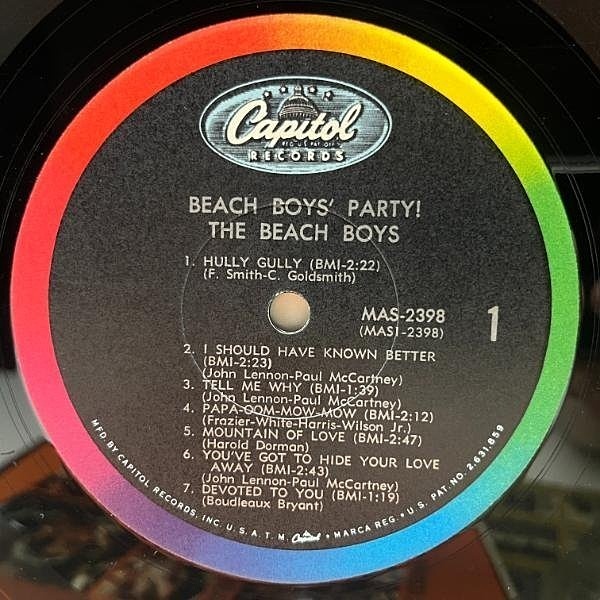 Capitol
REG. U.S. PAT. OFF.
RECORDS
BEACH BOYS' PARTY!
THE BEACH BOYS
1. HULLY GULLY (BMI-2:22)
(F. Smith-C. Goldsmith)
MAS-2398
(MAS1-2398)
1
2. I SHOULD HAVE KNOWN BETTER
(BMI-2:23)
(John Lennon-Paul McCartney)
3. TELL ME WHY (BMI-1:39)
(John Lennon-Paul McCartney)
4. PAPA-OOM-MOW-MOW (BMI-2:12)
(Frazier-White-Harris-Wilson Jr.)
5. MOUNTAIN OF LOVE (BMI-2:47)
(Harold Dorman)
6. YOU'VE GOT TO HIDE YOUR LOVE
AWAY (BMI-2:43)
(John Lennon-Paul McCartney)
7. DEVOTED TO YOU (BMI-1:19)
(Boudleaux Bryant)
MFD. BY CAPITOL RECORDS, INC. U.S.A. T.M. Capitol • MARCA REG. • U.S. PAT. NO. 2,631,859